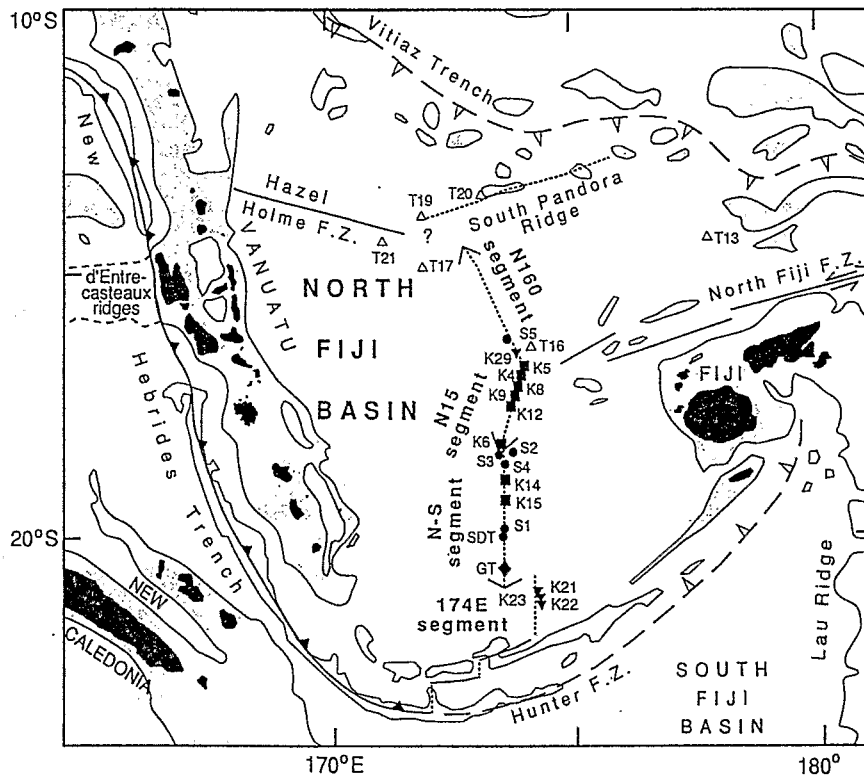 10°S
Vitiaz Trench
New
Hebrides
Trench
Hazel
Holme F.Z.
T19
T20
South Pandora
Ridge
?
T21
T17
T13
d'Entre-
casteaux
ridges
VANUATU
NORTH
FIJI
BASIN
N160
segment
North Fiji F.Z.
S5
T16
K29
K5
K4
K8
K9
K12
FIJI
N15
segment
K6
S2
S3
S4
K14
K15
N-S
segment
S1
SDT
20°S
GT
K21
K23
K22
174E
segment
Lau Ridge
NEW
CALEDONIA
Hunter F.Z.
SOUTH
FIJI
BASIN
170°E
180°